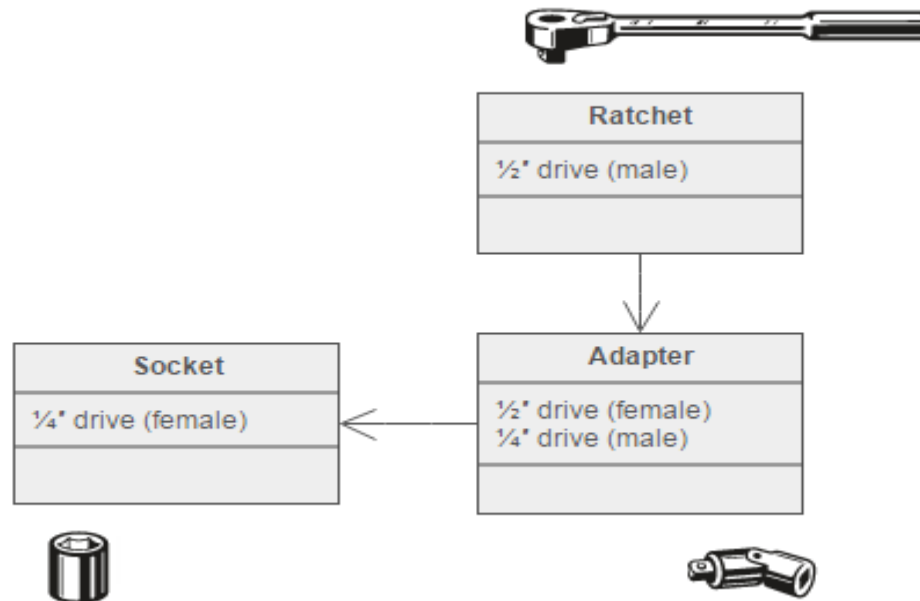 Ratchet
½" drive (male)
Socket
¼" drive (female)
Adapter
½" drive (female)
¼" drive (male)